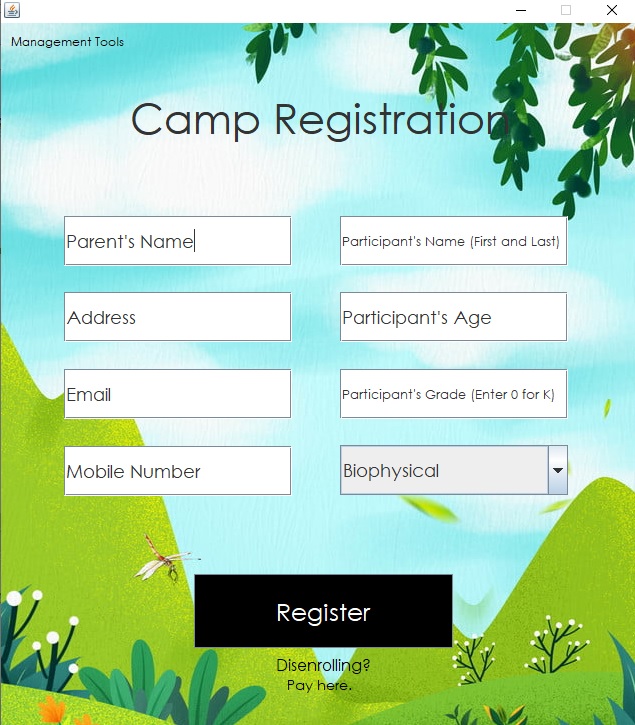 Management Tools
Camp Registration
Parent's Name
Participant's Name (First and Last)
Address
Participant's Age
Email
Participant's Grade (Enter 0 for K)
Mobile Number
Biophysical
Register
Disenrolling?
Pay here.